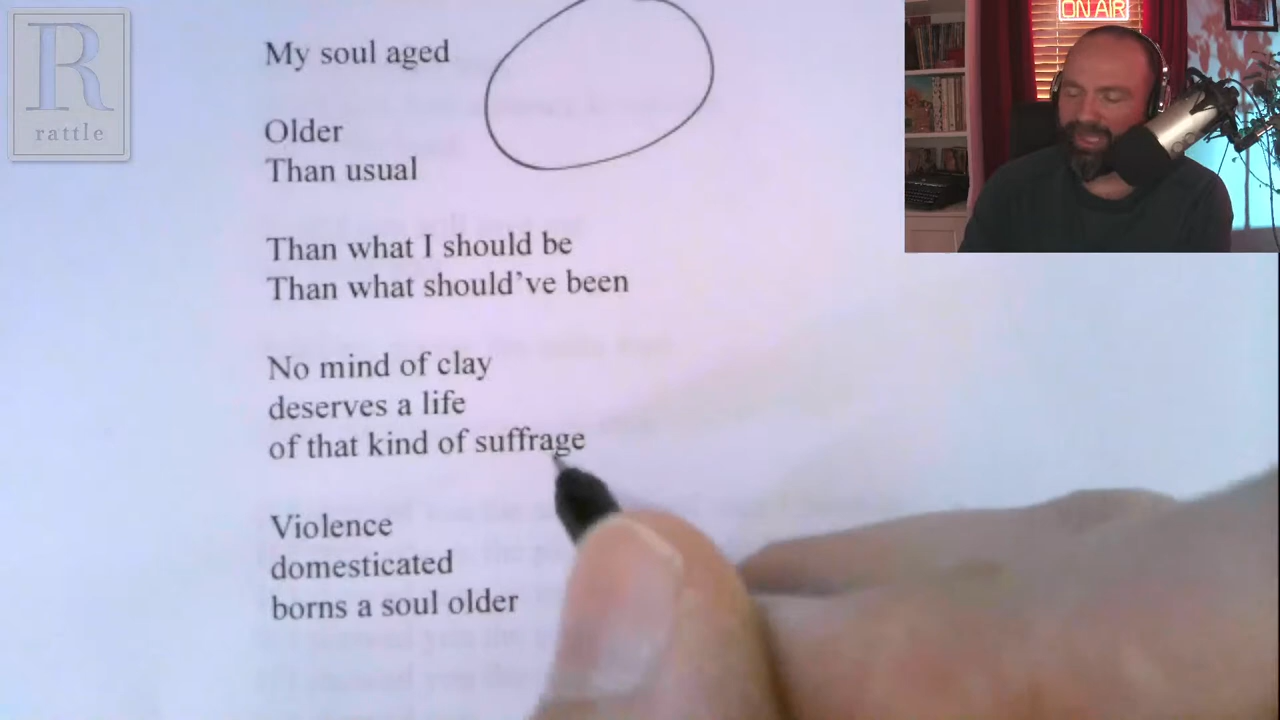 R
rattle
ON AIR
My soul aged
Older
Than usual
Than what I should be
Than what should've been
No mind of clay
deserves a life
of that kind of suffrage
Violence
domesticated
borns a soul older